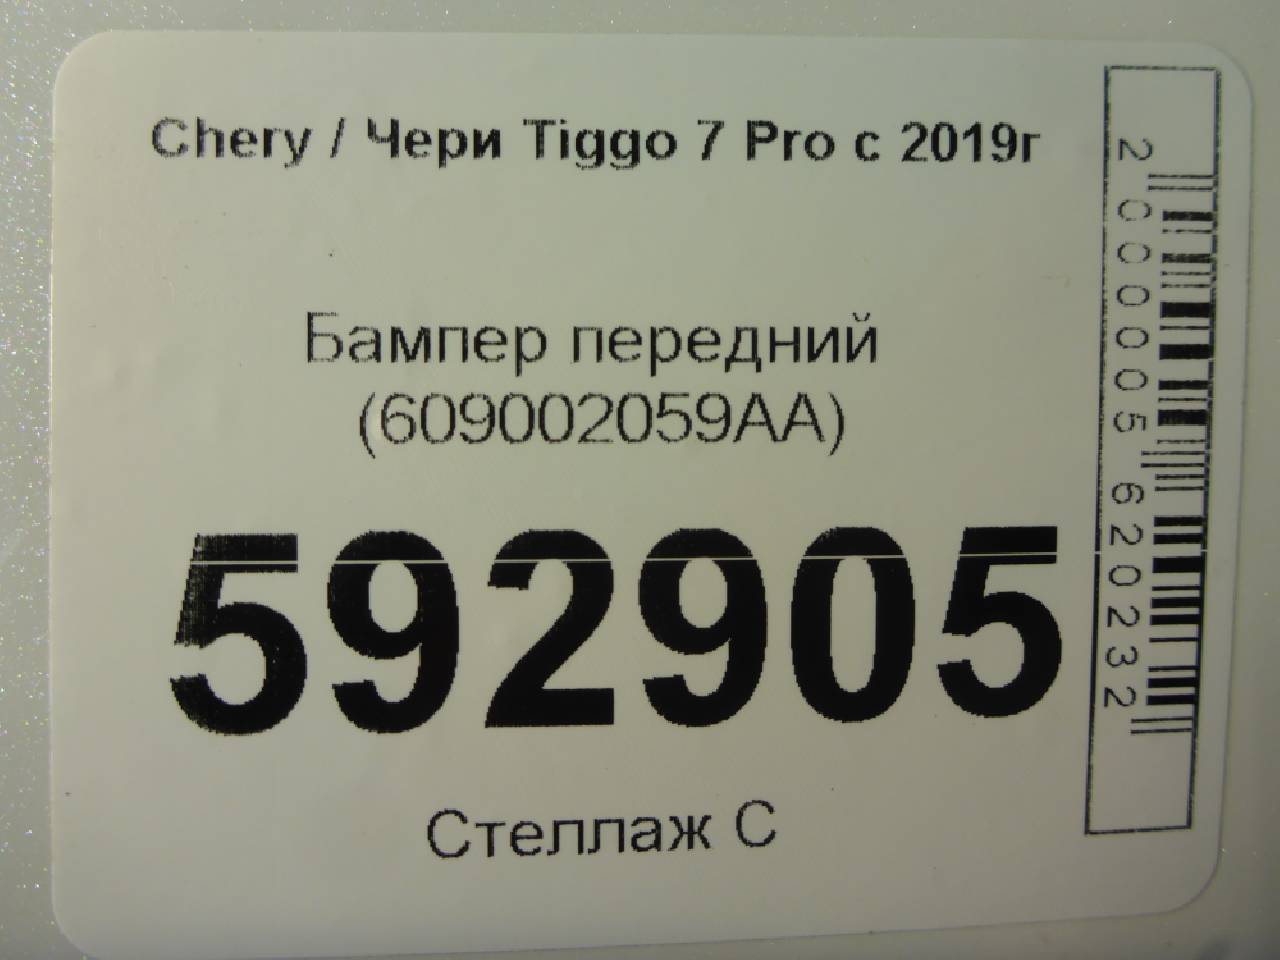 Chery / Чери Tiggo 7 Pro с 2019г
Бампер передний
(609002059AA)
592905
Стеллаж С
2000005620232